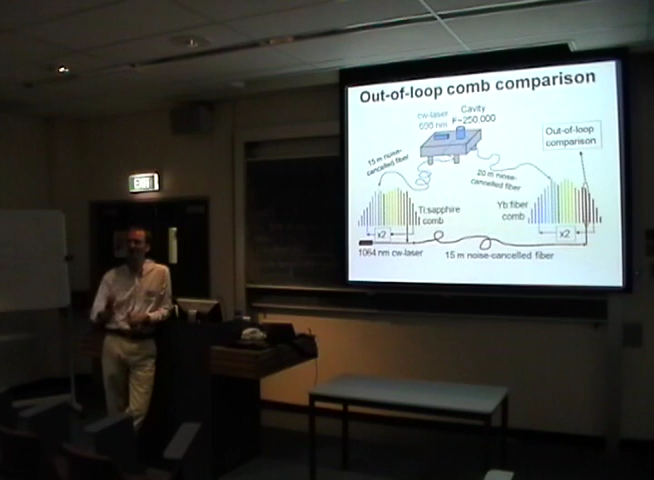 Out-of-loop comb comparison
cw-laser
698 nm
Cavity
F~250,000
Out-of-loop
comparison
15 m noise-
cancelled fiber
20 m noise-
cancelled fiber
Ti:sapphire
comb
Yb fiber
comb
x2
x2
1064 nm cw-laser
15 m noise-cancelled fiber
EXIT